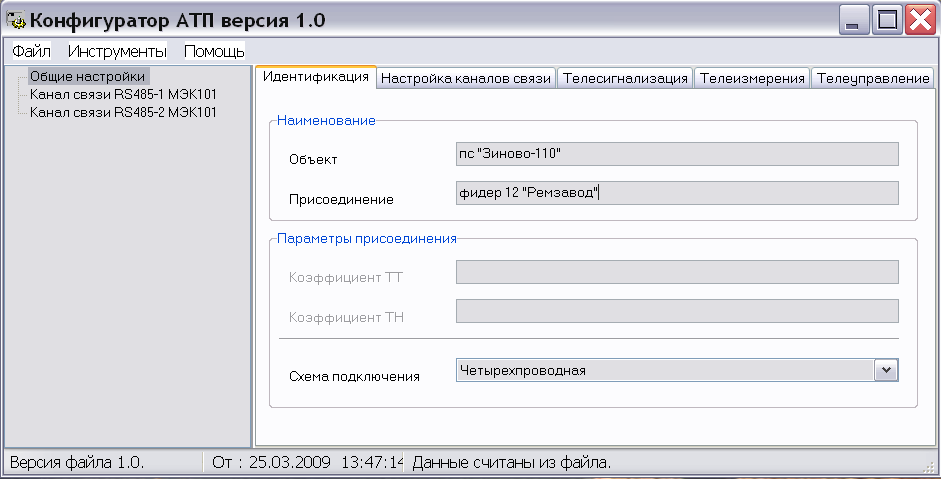 Конфигуратор АТП версия 1.0
Файл Инструменты Помощь
Общие настройки
Канал связи RS485-1 МЭК101
Канал связи RS485-2 МЭК101
Идентификация Настройка каналов связи Телесигнализация Телеизмерения Телеуправление
Наименование
Объект пс "Зиново-110"
Присоединение фидер 12 "Ремзавод"
Параметры присоединения
Коэффициент ТТ
Коэффициент ТН
Схема подключения Четырехпроводная
Версия файла 1.0. От : 25.03.2009 13:47:14 Данные считаны из файла.